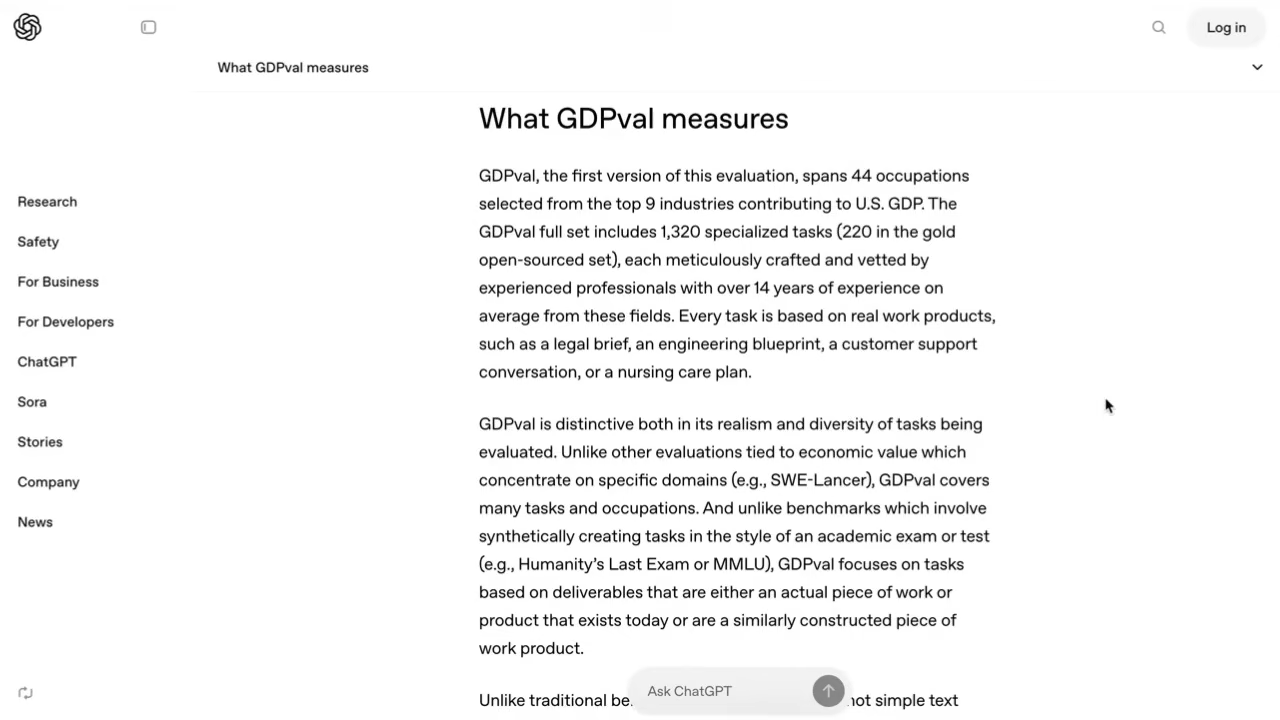 Log in
What GDPval measures
What GDPval measures
Research
Safety
For Business
For Developers
ChatGPT
Sora
Stories
Company
News
GDPval, the first version of this evaluation, spans 44 occupations
selected from the top 9 industries contributing to U.S. GDP. The
GDPval full set includes 1,320 specialized tasks (220 in the gold
open-sourced set), each meticulously crafted and vetted by
experienced professionals with over 14 years of experience on
average from these fields. Every task is based on real work products,
such as a legal brief, an engineering blueprint, a customer support
conversation, or a nursing care plan.
GDPval is distinctive both in its realism and diversity of tasks being
evaluated. Unlike other evaluations tied to economic value which
concentrate on specific domains (e.g., SWE-Lancer), GDPval covers
many tasks and occupations. And unlike benchmarks which involve
synthetically creating tasks in the style of an academic exam or test
(e.g., Humanity’s Last Exam or MMLU), GDPval focuses on tasks
based on deliverables that are either an actual piece of work or
product that exists today or are a similarly constructed piece of
work product.
Unlike traditional not simple text
Ask ChatGPT